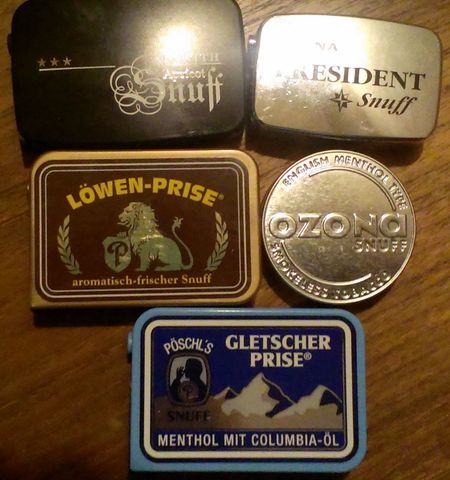 ★★★
Apricot
Snuff
PRESIDENT
Snuff
LÖWEN-PRISE®
P
aromatisch-frischer Snuff
ENGLISH MENTHOL TYPE
OZONA
SNUFF
SMOKELESS TOBACCO
PÖSCHL'S
SNUFF
GLETSCHER
PRISE®
MENTHOL MIT COLUMBIA-ÖL